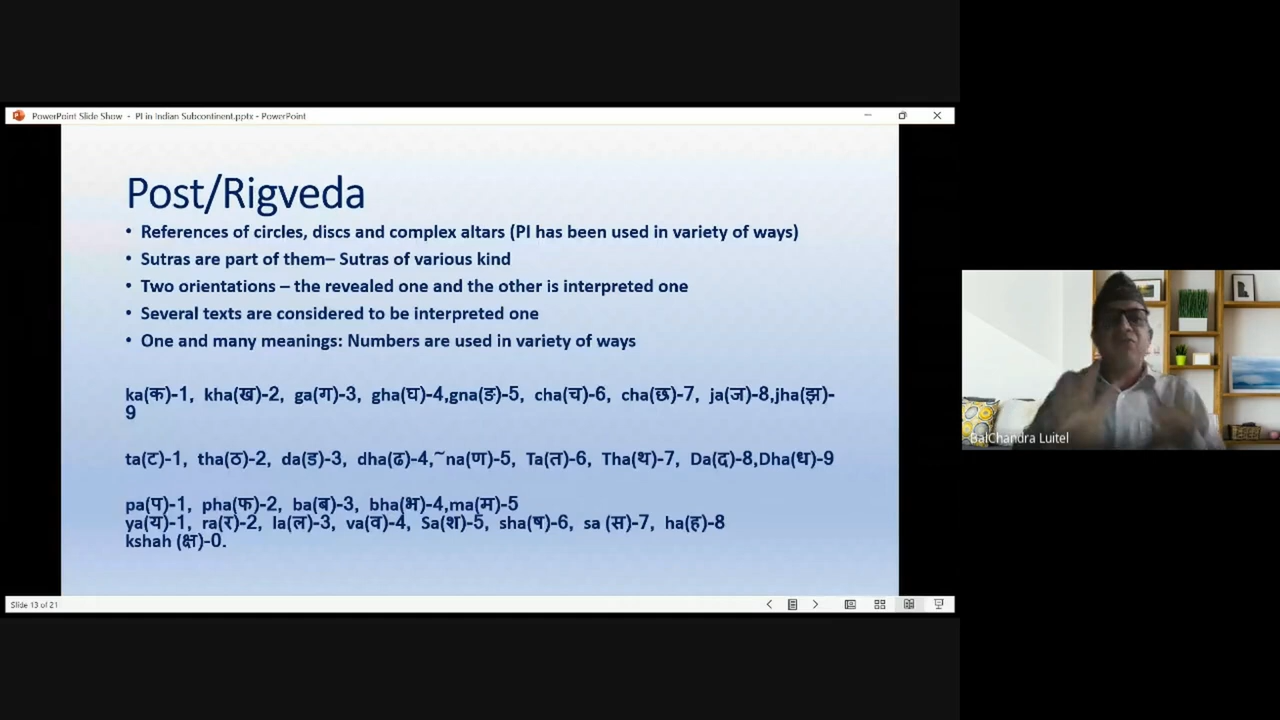 PowerPoint Slide Show - PI in Indian Subcontinent.pptx - PowerPoint
Post/Rigveda
• References of circles, discs and complex altars (PI has been used in variety of ways)
• Sutras are part of them– Sutras of various kind
• Two orientations – the revealed one and the other is interpreted one
• Several texts are considered to be interpreted one
• One and many meanings: Numbers are used in variety of ways
ka(क)-1, kha(ख)-2, ga(ग)-3, gha(घ)-4,gna(ङ)-5, cha(च)-6, cha(छ)-7, ja(ज)-8,jha(झ)-
9
ta(ट)-1, tha(ठ)-2, da(ड)-3, dha(ढ)-4,~na(ण)-5, Ta(त)-6, Tha(थ)-7, Da(द)-8,Dha(ध)-9
pa(प)-1, pha(फ)-2, ba(ब)-3, bha(भ)-4,ma(म)-5
ya(य)-1, ra(र)-2, la(ल)-3, va(व)-4, Sa(श)-5, sha(ष)-6, sa (स)-7, ha(ह)-8
kshah (क्ष)-0.
Slide 13 of 21
BalChandra Luitel